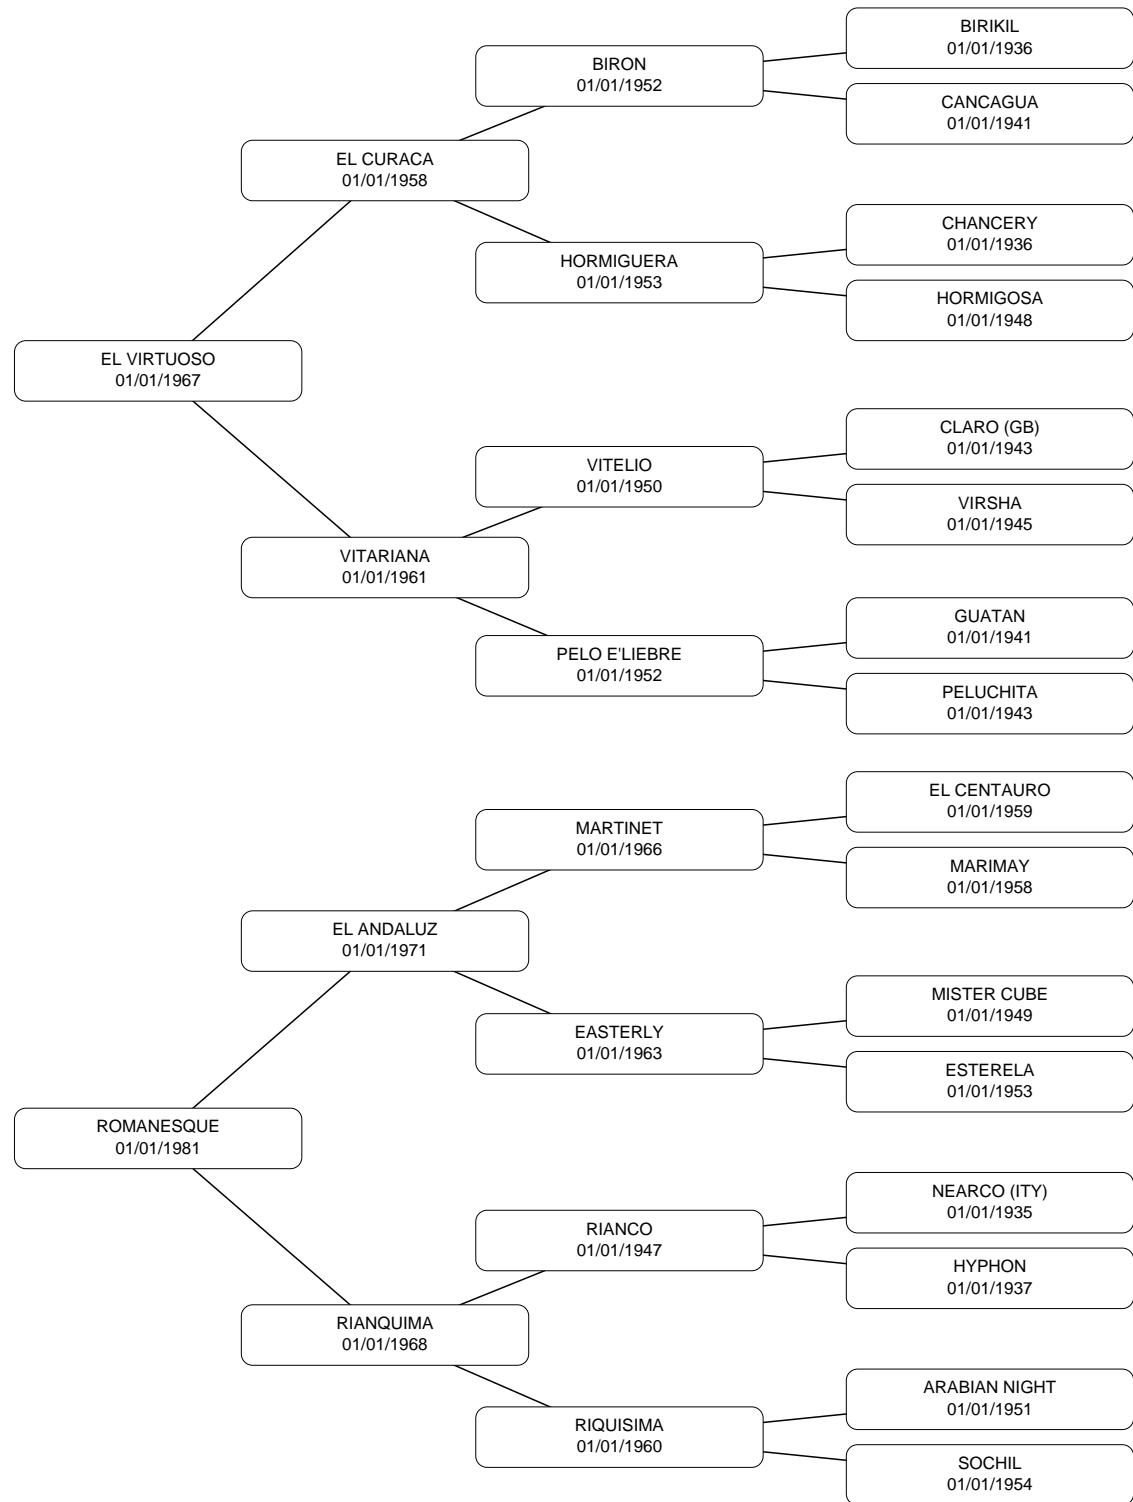 BIRIKIL
01/01/1936
BIRON
01/01/1952
CANCAGUA
01/01/1941
EL CURACA
01/01/1958
CHANCERY
01/01/1936
HORMIGUERA
01/01/1953
HORMIGOSA
01/01/1948
EL VIRTUOSO
01/01/1967
CLARO (GB)
01/01/1943
VITELIO
01/01/1950
VIRSHA
01/01/1945
VITARIANA
01/01/1961
GUATAN
01/01/1941
PELO E'LIEBRE
01/01/1952
PELUCHITA
01/01/1943
EL CENTAURO
01/01/1959
MARTINET
01/01/1966
MARIMAY
01/01/1958
EL ANDALUZ
01/01/1971
MISTER CUBE
01/01/1949
EASTERLY
01/01/1963
ESTERELA
01/01/1953
ROMANESQUE
01/01/1981
NEARCO (ITY)
01/01/1935
RIANCO
01/01/1947
HYPHON
01/01/1937
RIANQUIMA
01/01/1968
ARABIAN NIGHT
01/01/1951
RIQUISIMA
01/01/1960
SOCHIL
01/01/1954